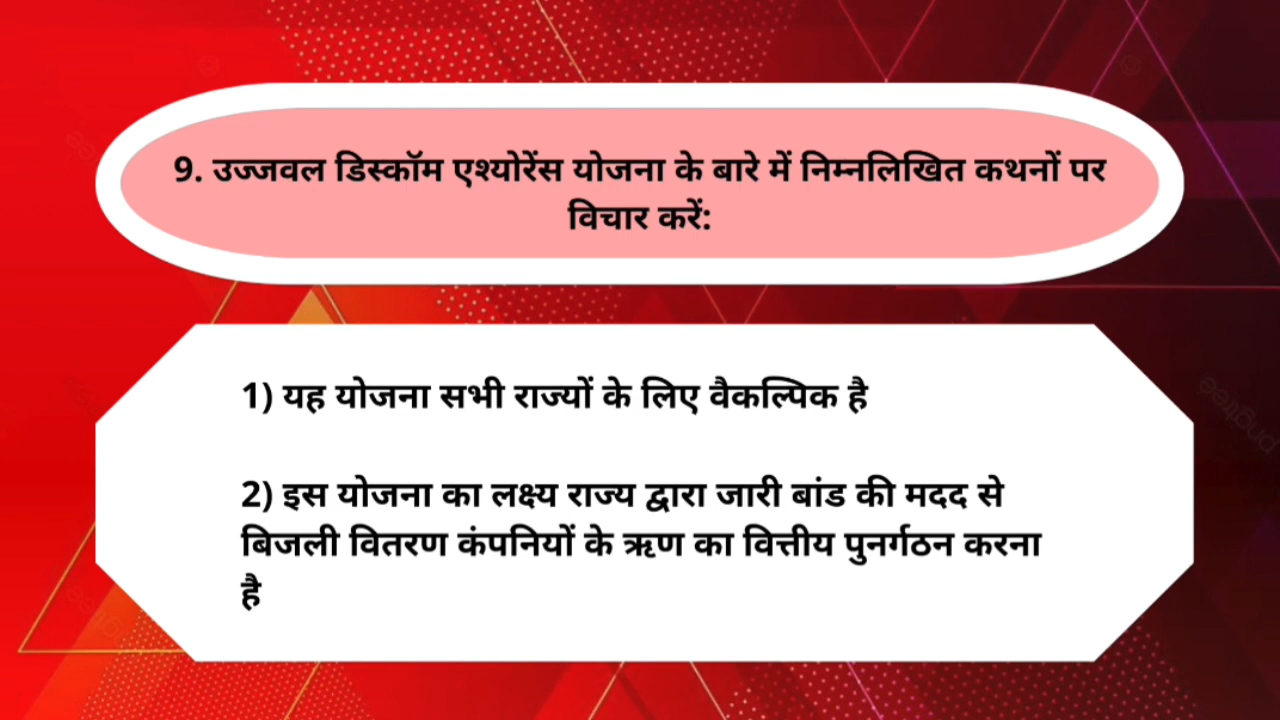 9. उज्जवल डिस्कॉम एश्योरेंस योजना के बारे में निम्नलिखित कथनों पर
विचार करें:
1) यह योजना सभी राज्यों के लिए वैकल्पिक है
2) इस योजना का लक्ष्य राज्य द्वारा जारी बांड की मदद से
बिजली वितरण कंपनियों के ऋण का वित्तीय पुनर्गठन करना
है